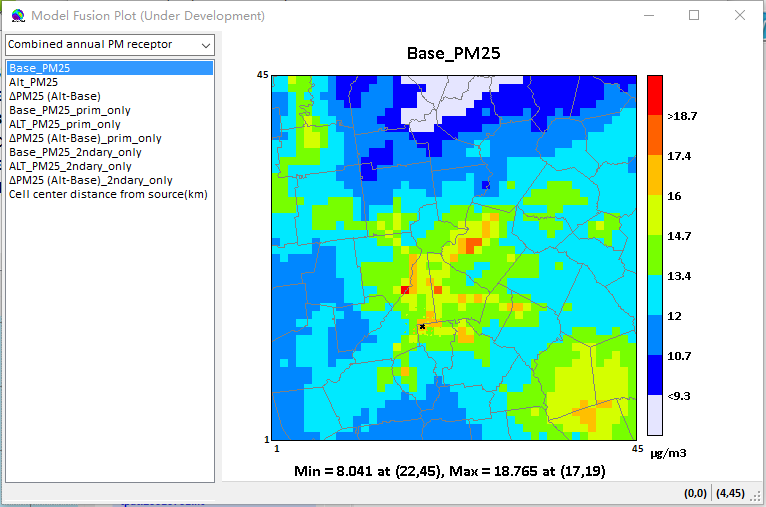 Model Fusion Plot (Under Development)
Combined annual PM receptor
Base_PM25
Alt_PM25
ΔPM25 (Alt-Base)
Base_PM25_prim_only
ALT_PM25_prim_only
ΔPM25 (Alt-Base)_prim_only
Base_PM25_2ndary_only
ALT_PM25_2ndary_only
ΔPM25 (Alt-Base)_2ndary_only
Cell center distance from source(km)
Base_PM25
45
1
1
45
>18.7
17.4
16
14.7
13.4
12
10.7
<9.3
µg/m3
Min = 8.041 at (22,45), Max = 18.765 at (17,19)
(0,0)
(4,45)